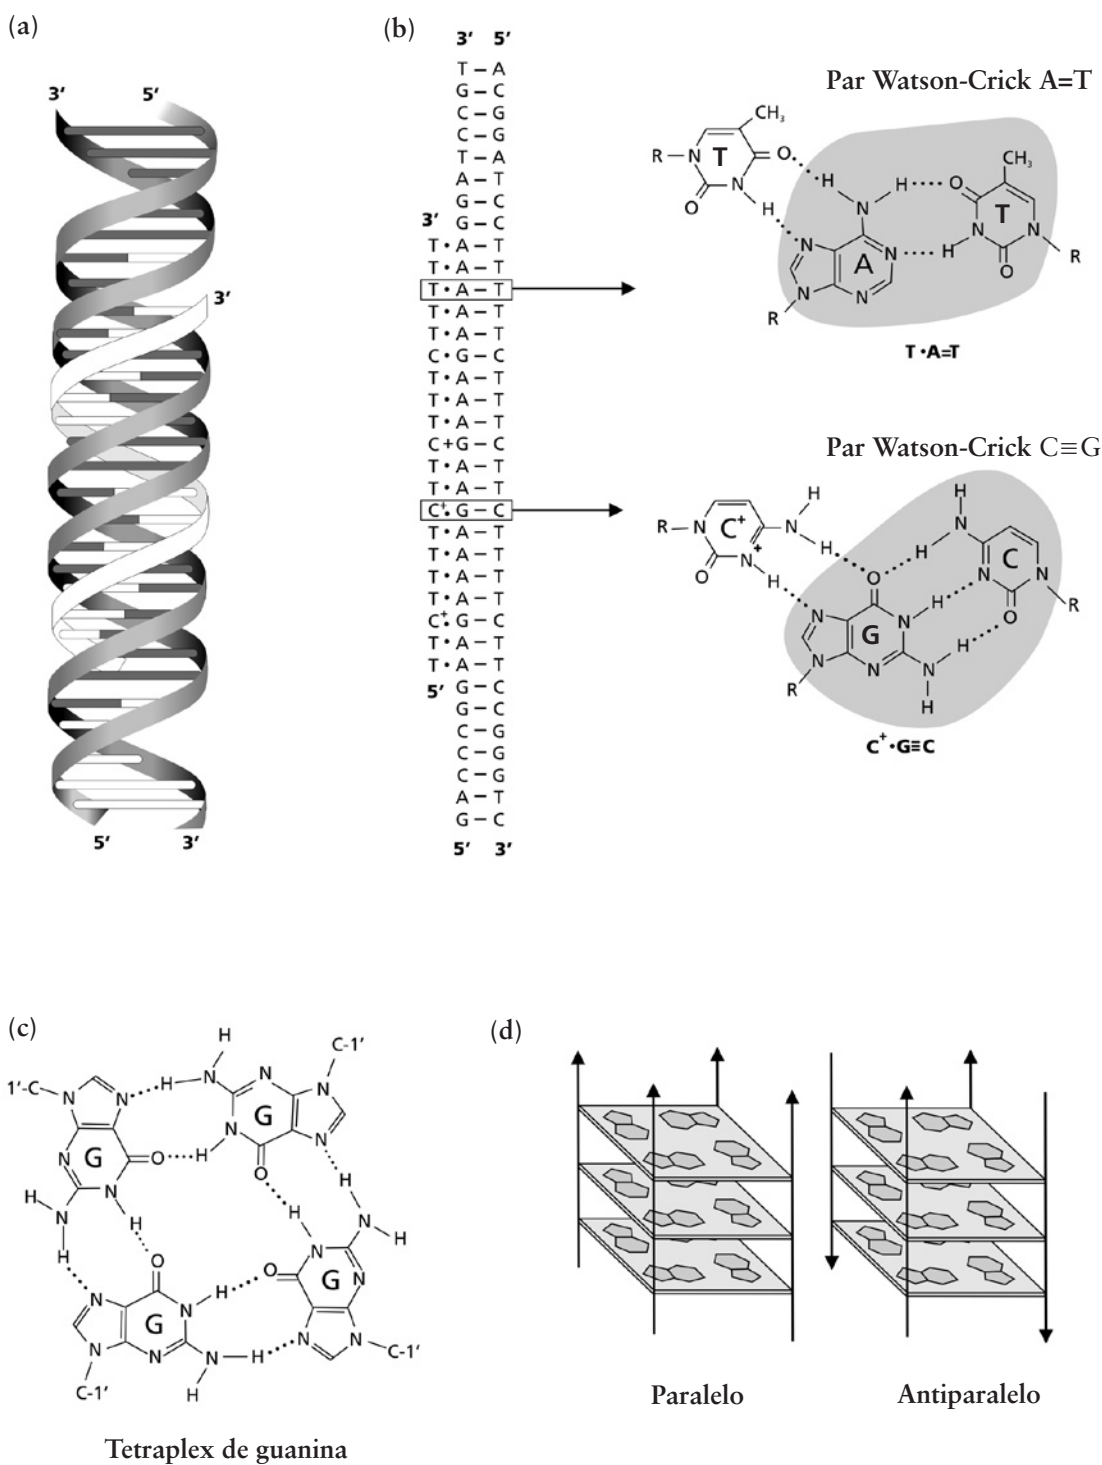 (a)
3′ 5′
3′
5′ 3′
(b)
3′ 5′
T – A
G – C
C – G
C – G
T – A
A – T
G – C
3′ G – C
T • A – T
T • A – T
T • A – T
T • A – T
T • A – T
C • G – C
T • A – T
T • A – T
T • A – T
C + G – C
T • A – T
T • A – T
C⁺• G – C
T • A – T
T • A – T
T • A – T
T • A – T
C⁺• G – C
T • A – T
T • A – T
5′ G – C
G – C
C – G
C – G
C – G
A – T
G – C
5′ 3′
Par Watson-Crick A=T
CH₃
R N T O
O N H
H N H
O CH₃
T
H N N R
O
N A N
N N
R
T•A=T
Par Watson-Crick C≡G
H
R N C⁺ N H
O N⁺ H
H
N H
C
N N R
O
O
N G N H
N N N H
R H
C⁺•G≡C
(c)
1′-C N N
H N H
N C-1′
G
N N
N
G O
N H
O
N
H N H
N H
H
H
H N H
O
N G N
O
H O
N N
C-1′
N G N H
N N
C-1′ N H
H
Tetraplex de guanina
(d)
Paralelo
Antiparalelo